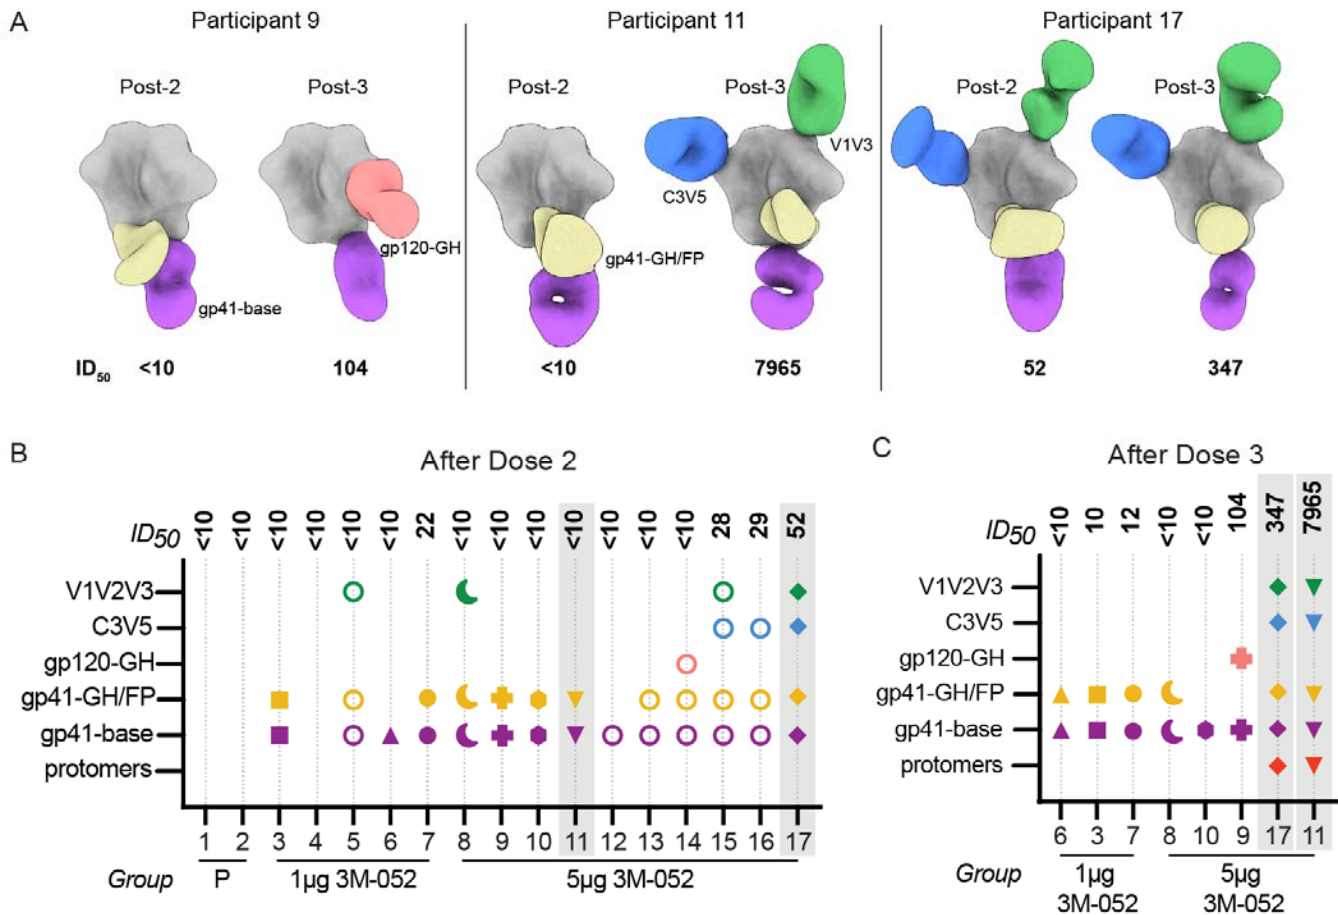 A
Participant 9
Participant 11
Participant 17
Post-2
Post-3
Post-2
Post-3
Post-2
Post-3
V1V3
C3V5
gp120-GH
gp41-GH/FP
gp41-base
ID50 <10 104 <10 7965 52 347
B
After Dose 2
ID50 <10 <10 <10 <10 <10 <10 22 <10 <10 <10 <10 <10 <10 <10 28 29 52
V1V2V3
C3V5
gp120-GH
gp41-GH/FP
gp41-base
protomers
1 2 3 4 5 6 7 8 9 10 11 12 13 14 15 16 17
Group P 1µg 3M-052 5µg 3M-052
C
After Dose 3
ID50 <10 10 12 <10 <10 104 347 7965
V1V2V3
C3V5
gp120-GH
gp41-GH/FP
gp41-base
protomers
6 3 7 8 10 9 17 11
Group 1µg 5µg
3M-052 3M-052